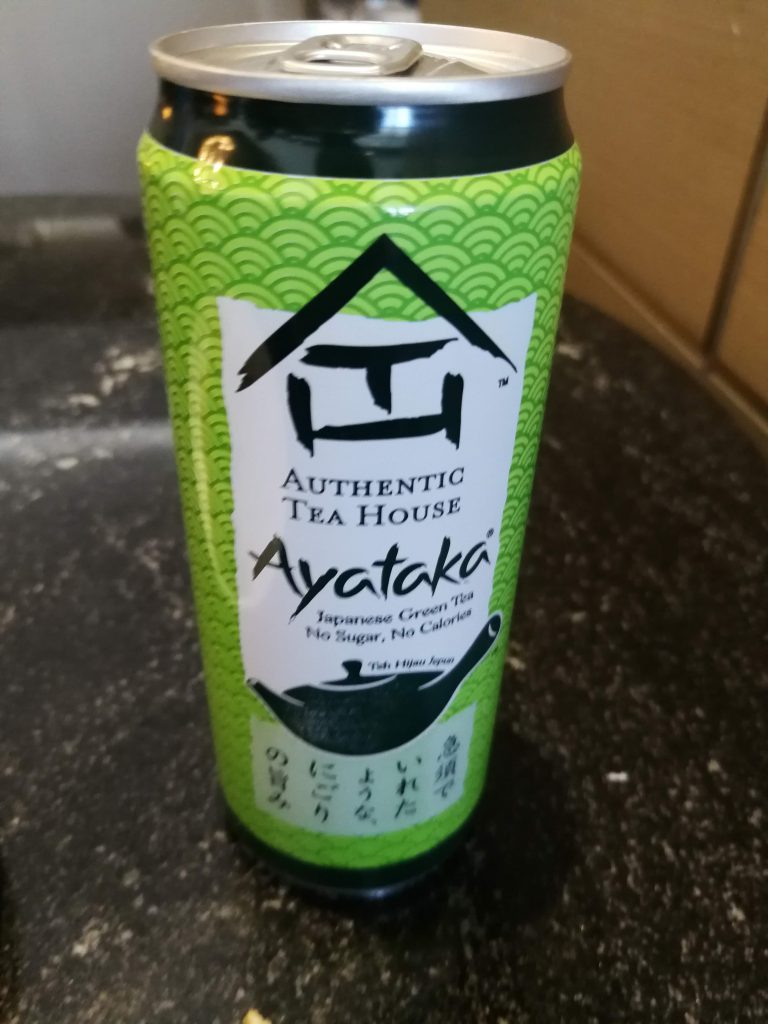 ™
AUTHENTIC
TEA HOUSE
Ayataka®
Japanese Green Tea
No Sugar, No Calories
Teh Hijau Jepun
急須で
いれた
ような、
にごり
の旨み